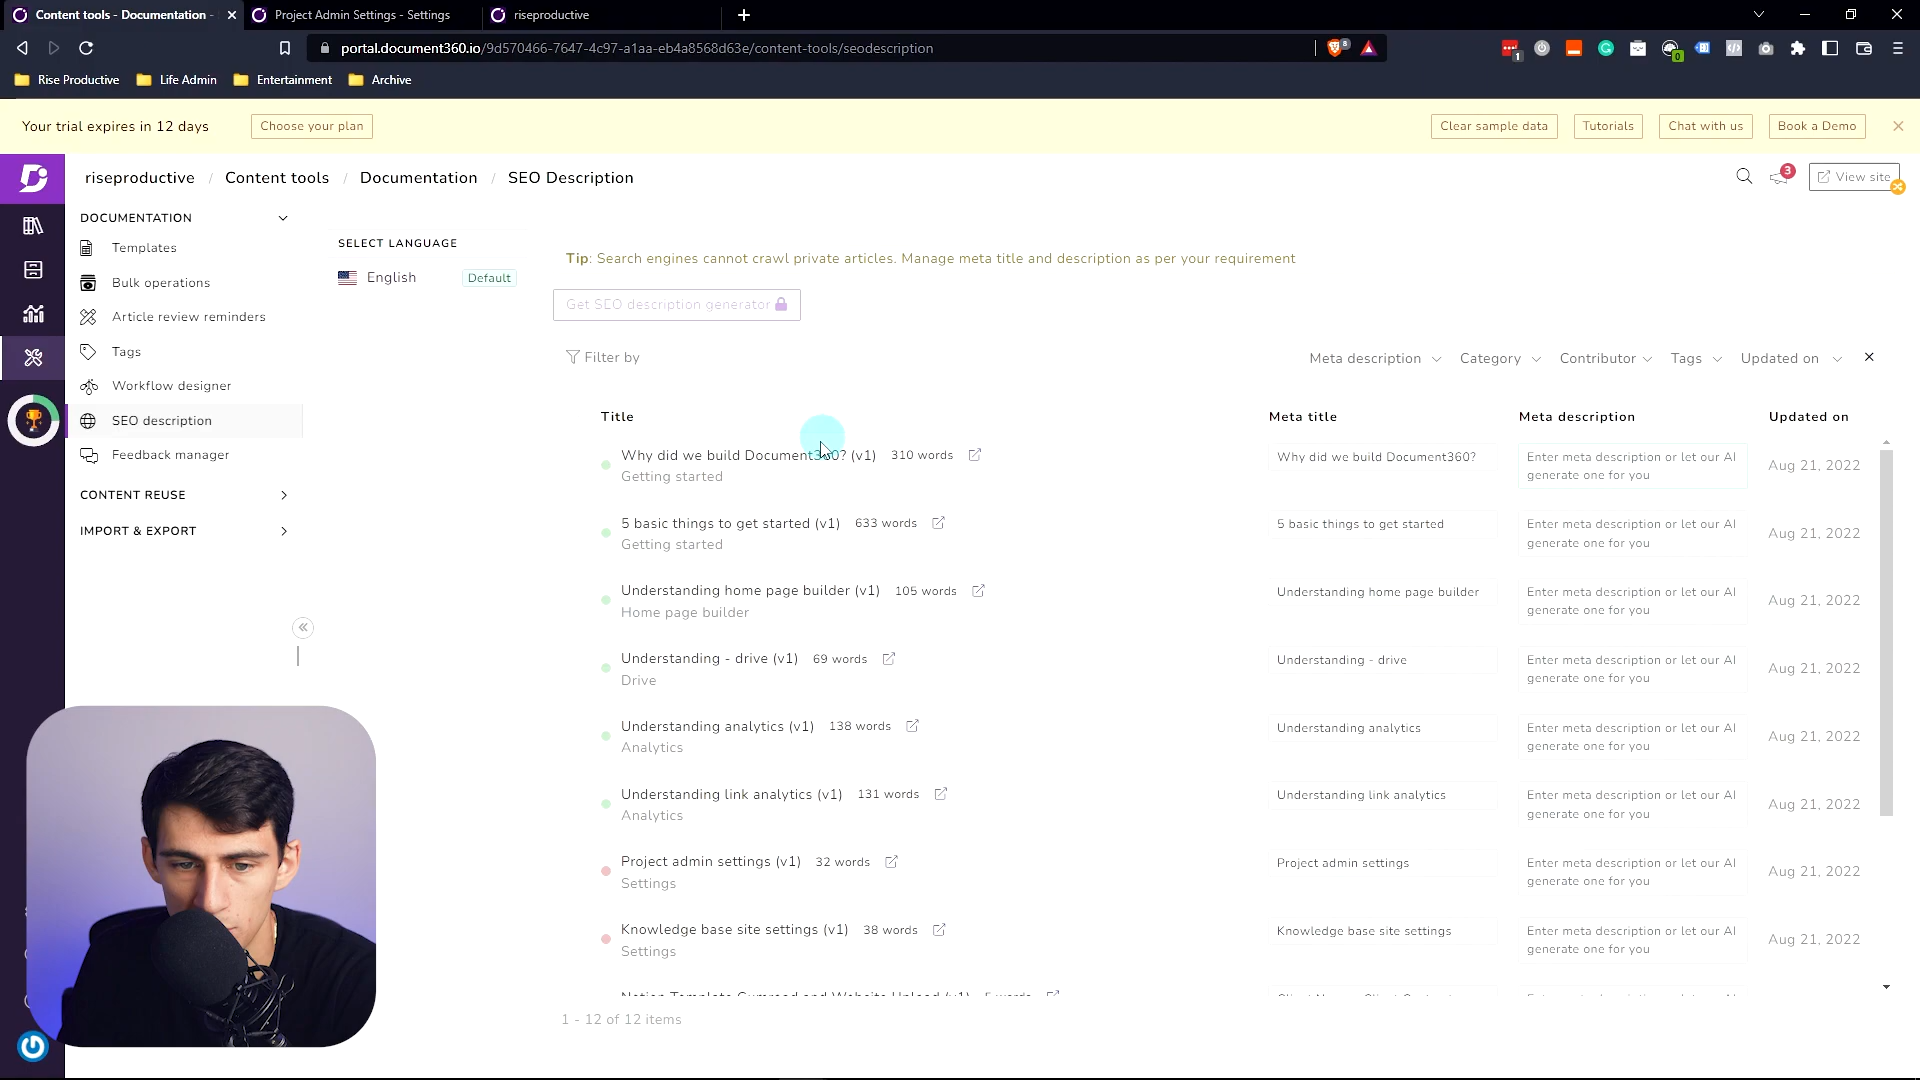 Content tools - Documentation -
Project Admin Settings - Settings
riseproductive
portal.document360.io/9d570466-7647-4c97-a1aa-eb4a8568d63e/content-tools/seodescription
8
1
0
Rise Productive
Life Admin
Entertainment
Archive
Your trial expires in 12 days
Choose your plan
Clear sample data
Tutorials
Chat with us
Book a Demo
riseproductive / Content tools / Documentation / SEO Description
3
View site
DOCUMENTATION
Templates
Bulk operations
Article review reminders
Tags
Workflow designer
SEO description
Feedback manager
CONTENT REUSE
IMPORT & EXPORT
SELECT LANGUAGE
English Default
Tip: Search engines cannot crawl private articles. Manage meta title and description as per your requirement
Get SEO description generator
Filter by
Meta description Category Contributor Tags Updated on
Title Meta title Meta description Updated on
Why did we build Document360? (v1) 310 words
Getting started
Why did we build Document360?
Enter meta description or let our AI
generate one for you
Aug 21, 2022
5 basic things to get started (v1) 633 words
Getting started
5 basic things to get started
Enter meta description or let our AI
generate one for you
Aug 21, 2022
Understanding home page builder (v1) 105 words
Home page builder
Understanding home page builder
Enter meta description or let our AI
generate one for you
Aug 21, 2022
Understanding - drive (v1) 69 words
Drive
Understanding - drive
Enter meta description or let our AI
generate one for you
Aug 21, 2022
Understanding analytics (v1) 138 words
Analytics
Understanding analytics
Enter meta description or let our AI
generate one for you
Aug 21, 2022
Understanding link analytics (v1) 131 words
Analytics
Understanding link analytics
Enter meta description or let our AI
generate one for you
Aug 21, 2022
Project admin settings (v1) 32 words
Settings
Project admin settings
Enter meta description or let our AI
generate one for you
Aug 21, 2022
Knowledge base site settings (v1) 38 words
Settings
Knowledge base site settings
Enter meta description or let our AI
generate one for you
Aug 21, 2022
Notion Template Gumroad and Website Upload (v1) 5 words
1 - 12 of 12 items